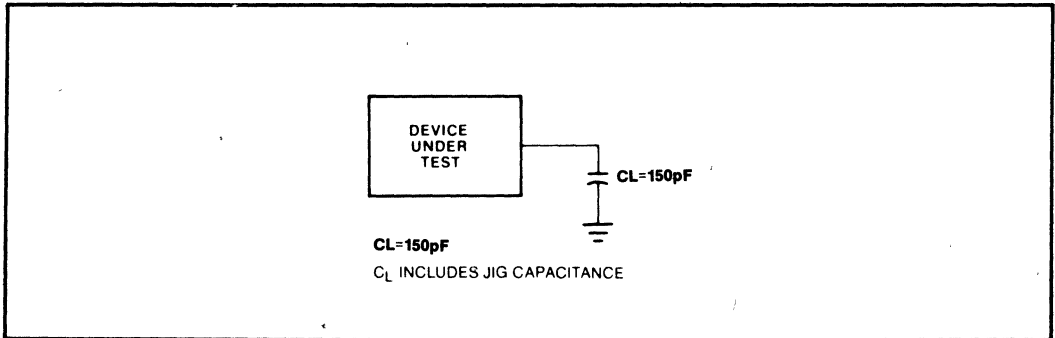 DEVICE
UNDER
TEST
CL=150pF
CL=150pF
CL INCLUDES JIG CAPACITANCE